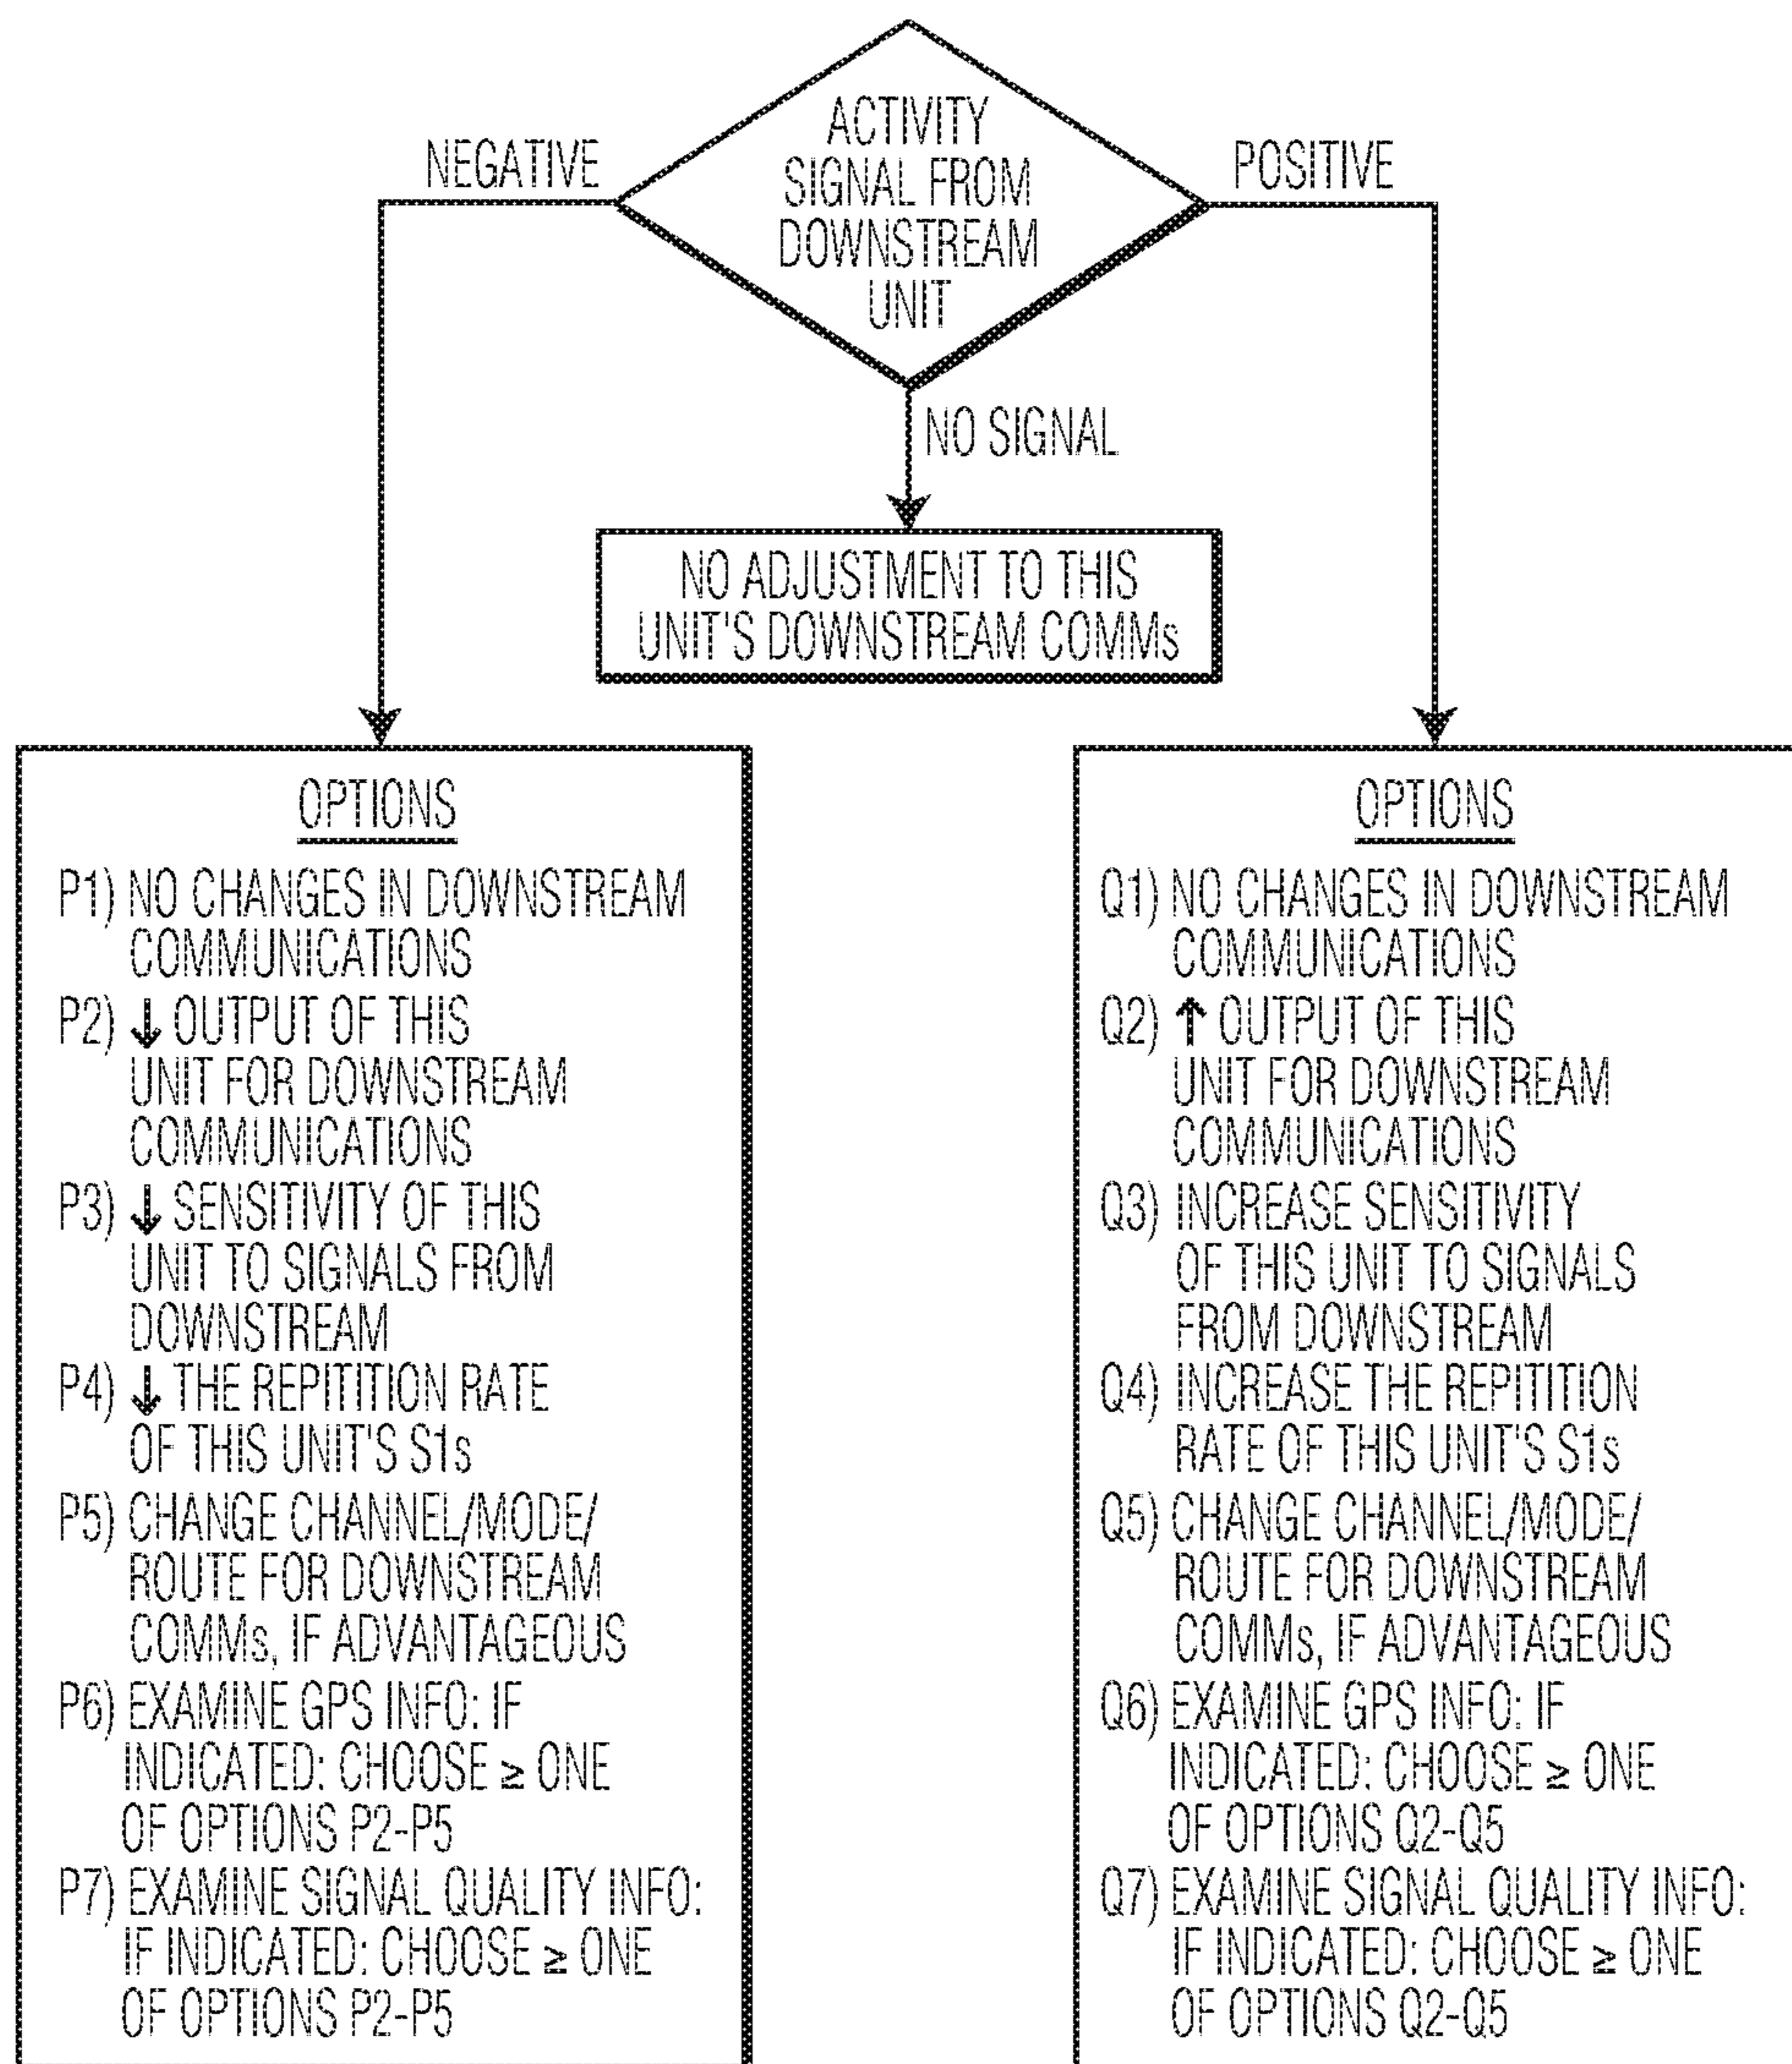 ACTIVITY
SIGNAL FROM
DOWNSTREAM
UNIT
NEGATIVE
POSITIVE
NO SIGNAL
NO ADJUSTMENT TO THIS
UNIT'S DOWNSTREAM COMMs
OPTIONS
P1) NO CHANGES IN DOWNSTREAM
COMMUNICATIONS
P2) ↓ OUTPUT OF THIS
UNIT FOR DOWNSTREAM
COMMUNICATIONS
P3) ↓ SENSITIVITY OF THIS
UNIT TO SIGNALS FROM
DOWNSTREAM
P4) ↓ THE REPITITION RATE
OF THIS UNIT'S S1s
P5) CHANGE CHANNEL/MODE/
ROUTE FOR DOWNSTREAM
COMMs, IF ADVANTAGEOUS
P6) EXAMINE GPS INFO: IF
INDICATED: CHOOSE ≥ ONE
OF OPTIONS P2-P5
P7) EXAMINE SIGNAL QUALITY INFO:
IF INDICATED: CHOOSE ≥ ONE
OF OPTIONS P2-P5
OPTIONS
Q1) NO CHANGES IN DOWNSTREAM
COMMUNICATIONS
Q2) ↑ OUTPUT OF THIS
UNIT FOR DOWNSTREAM
COMMUNICATIONS
Q3) INCREASE SENSITIVITY
OF THIS UNIT TO SIGNALS
FROM DOWNSTREAM
Q4) INCREASE THE REPITITION
RATE OF THIS UNIT'S S1s
Q5) CHANGE CHANNEL/MODE/
ROUTE FOR DOWNSTREAM
COMMs, IF ADVANTAGEOUS
Q6) EXAMINE GPS INFO: IF
INDICATED: CHOOSE ≥ ONE
OF OPTIONS Q2-Q5
Q7) EXAMINE SIGNAL QUALITY INFO:
IF INDICATED: CHOOSE ≥ ONE
OF OPTIONS Q2-Q5